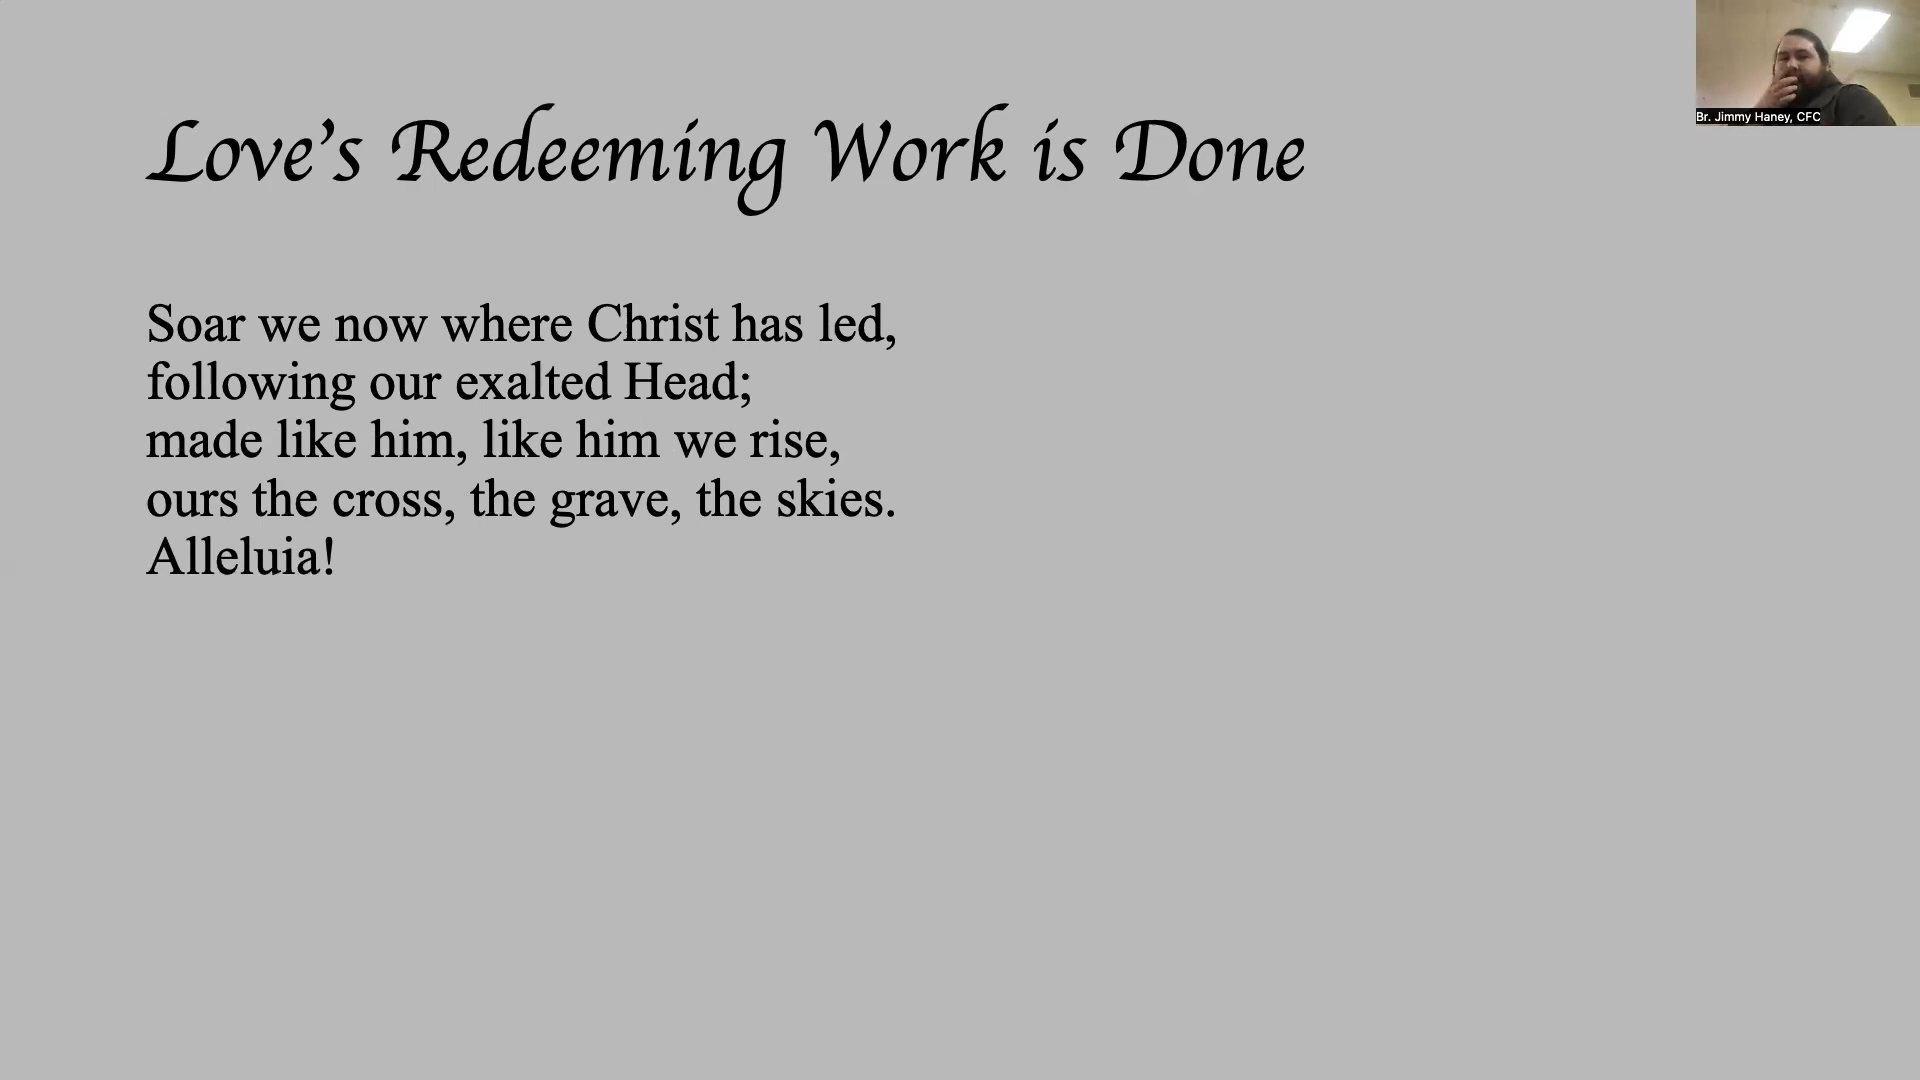 Love’s Redeeming Work is Done
Soar we now where Christ has led,
following our exalted Head;
made like him, like him we rise,
ours the cross, the grave, the skies.
Alleluia!
Br. Jimmy Haney, CFC